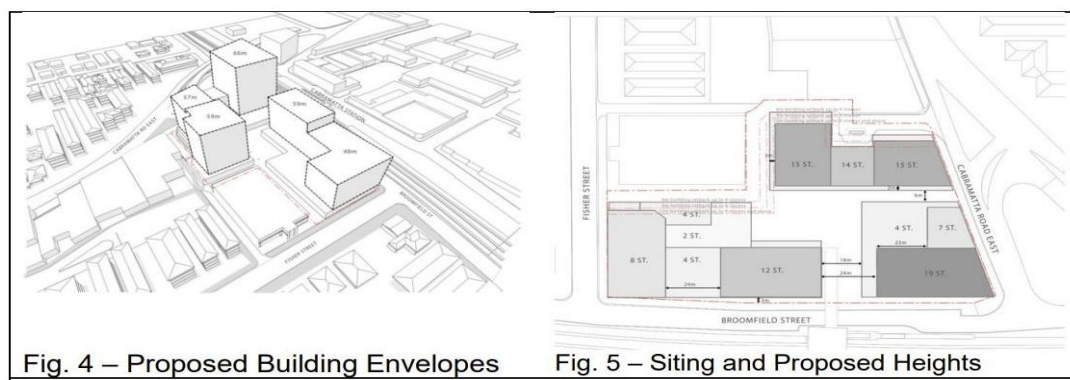 66m
57m
59m
59m
48m
CABRAMATTA STATION
CABRAMATTA RD EAST
BROOMFIELD ST
FISHER STREET
Fig. 4 – Proposed Building Envelopes
15 ST.
14 ST.
15 ST.
FISHER STREET
CABRAMATTA ROAD EAST
4 ST.
2 ST.
4 ST.
7 ST.
22m
8 ST.
4 ST.
12 ST.
18m
24m
24m
19 ST.
BROOMFIELD STREET
Fig. 5 – Siting and Proposed Heights